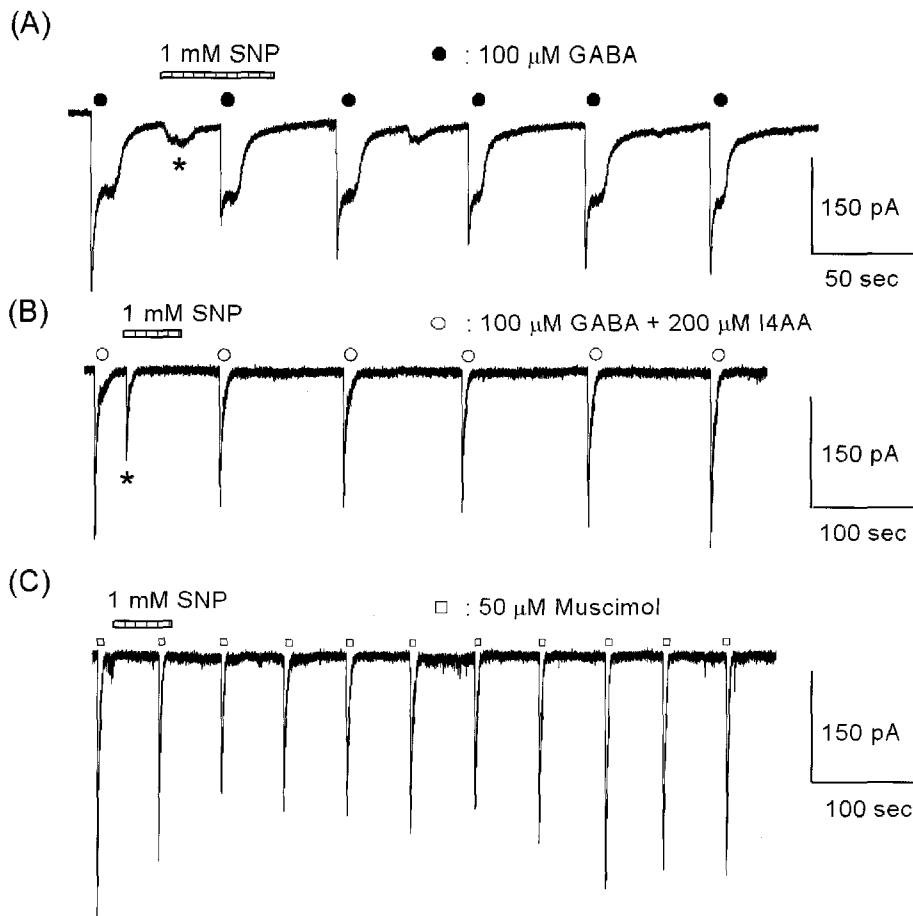 (A)
1 mM SNP
● : 100 μM GABA
*
150 pA
50 sec
(B)
1 mM SNP
○ : 100 μM GABA + 200 μM I4AA
*
150 pA
100 sec
(C)
1 mM SNP
□ : 50 μM Muscimol
150 pA
100 sec